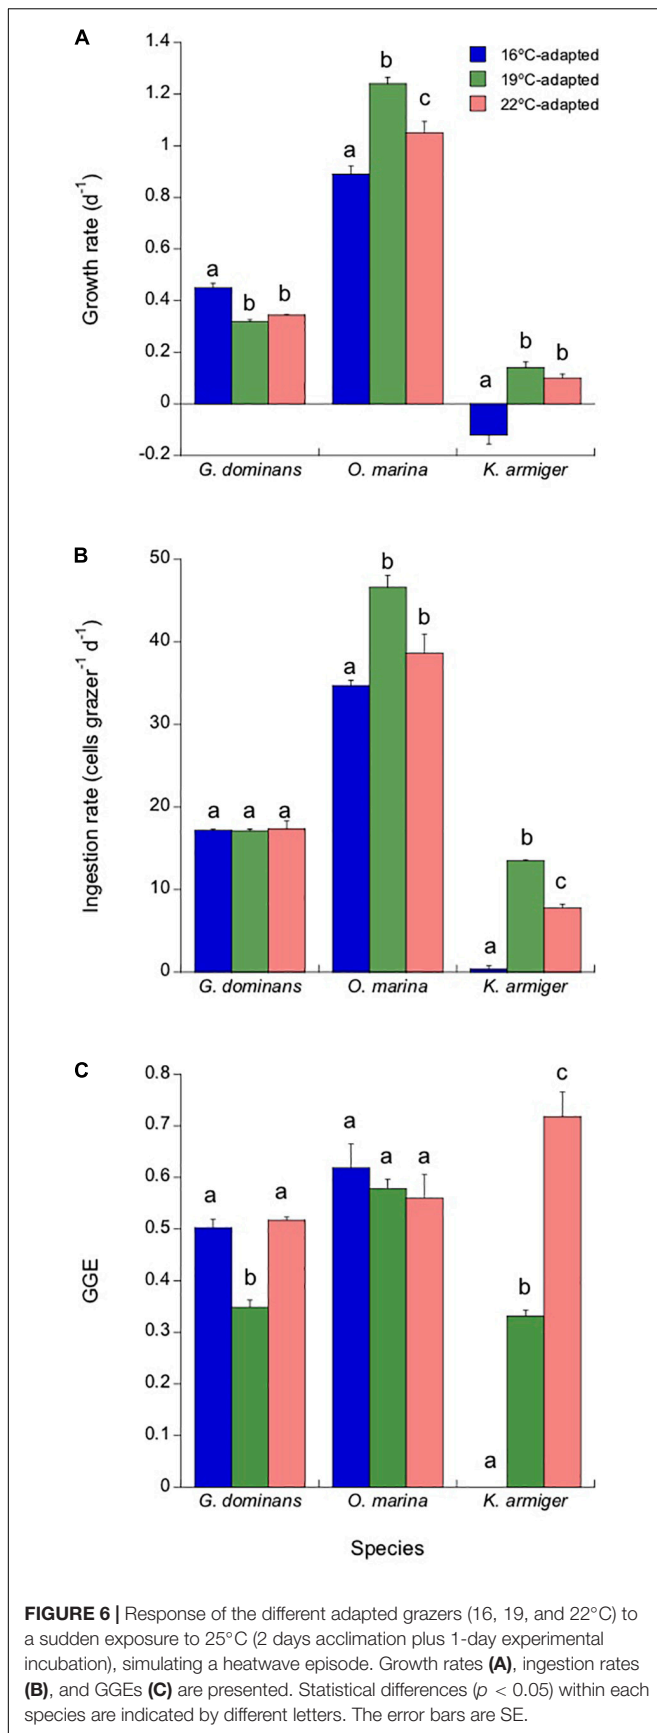 A
1.4
1.2
1
0.8
0.6
0.4
0.2
0
-0.2
Growth rate (d⁻¹)
16ºC-adapted
19ºC-adapted
22ºC-adapted
a b b
a b c
a b b
G. dominans O. marina K. armiger
B
50
40
30
20
10
0
Ingestion rate (cells grazer⁻¹ d⁻¹)
a a a
a b b
a b c
G. dominans O. marina K. armiger
C
0.8
0.7
0.6
0.5
0.4
0.3
0.2
0.1
0
GGE
a b a
a a a
a b c
G. dominans O. marina K. armiger
Species
FIGURE 6 | Response of the different adapted grazers (16, 19, and 22°C) to
a sudden exposure to 25°C (2 days acclimation plus 1-day experimental
incubation), simulating a heatwave episode. Growth rates (A), ingestion rates
(B), and GGEs (C) are presented. Statistical differences (p < 0.05) within each
species are indicated by different letters. The error bars are SE.